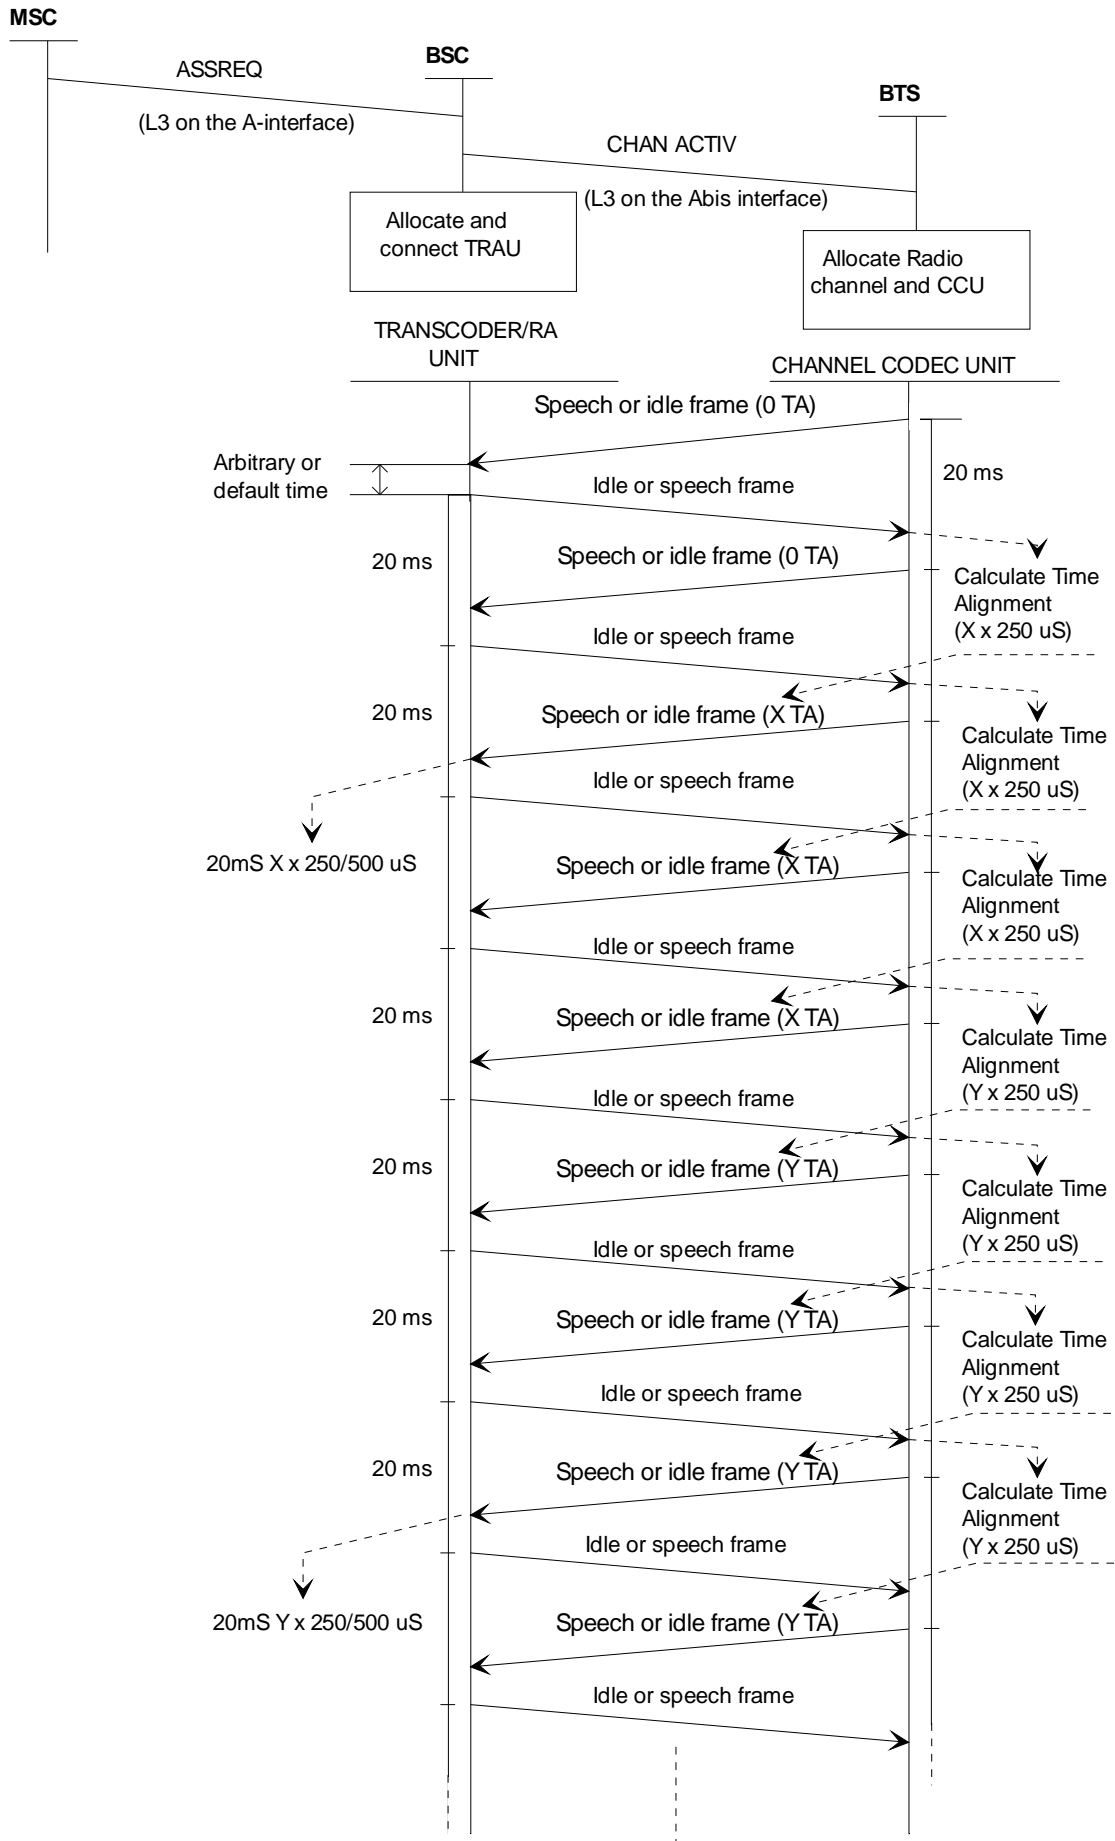 MSC
BSC
ASSREQ
BTS
(L3 on the A-interface)
CHAN ACTIV
(L3 on the Abis interface)
Allocate and
connect TRAU
Allocate Radio
channel and CCU
TRANSCODER/RA
UNIT
CHANNEL CODEC UNIT
Speech or idle frame (0 TA)
Arbitrary or
default time
20 ms
Idle or speech frame
20 ms
Speech or idle frame (0 TA)
Calculate Time
Alignment
(X x 250 uS)
Idle or speech frame
20 ms
Speech or idle frame (X TA)
Calculate Time
Alignment
(X x 250 uS)
Idle or speech frame
20mS X x 250/500 uS
Speech or idle frame (X TA)
Calculate Time
Alignment
(X x 250 uS)
Idle or speech frame
20 ms
Speech or idle frame (X TA)
Calculate Time
Alignment
(Y x 250 uS)
Idle or speech frame
20 ms
Speech or idle frame (Y TA)
Calculate Time
Alignment
(Y x 250 uS)
Idle or speech frame
20 ms
Speech or idle frame (Y TA)
Calculate Time
Alignment
(Y x 250 uS)
Idle or speech frame
20 ms
Speech or idle frame (Y TA)
Calculate Time
Alignment
(Y x 250 uS)
Idle or speech frame
20mS Y x 250/500 uS
Speech or idle frame (Y TA)
Idle or speech frame